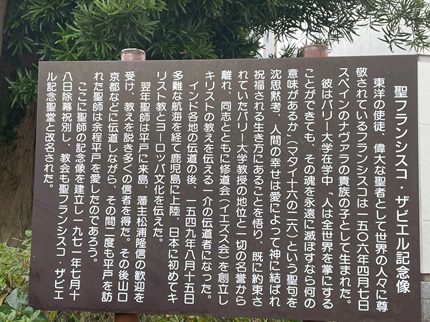 聖フランシスコ・ザビエル記念像
東洋の使徒、偉大な聖者として世界の人々に尊
敬されているフランシスコは一五〇六年四月七日
スペインのナヴァラの貴族の子として生まれた。
彼はパリー大学在学中、「人は全世界を掌にする
ことができても、その魂を永遠に滅ぼすなら何の
意味があるか」(マタイ十六の二六)という聖句を
沈思黙考、人間の幸せは愛によって神に結ばれ
祝福される生き方にあることを悟り、既に約束さ
れていたパリー大学教授の地位と一切の名誉から
離れ、同志とともに修道会(イエズス会)を創立し
キリストの教えを伝える一介の伝道者になった。
インド各地の伝道の後、一五四九年八月十五日
多難な航海を経て鹿児島に上陸、日本に初めてキ
リスト教とヨーロッパ文化を伝えた。
翌年聖師は平戸に来島、藩主松浦隆信の歓迎を
受け、教えを説き多くの信者を得た。その後山口
京都などに伝道しながら、その間二度も平戸を訪
れた聖師は余程平戸を愛したのであろう。
ここに聖師の記念像を建立し一九七一年七月十
八日除幕祝別し、教会も聖フランシスコ・ザビエ
ル記念聖堂と改名された。